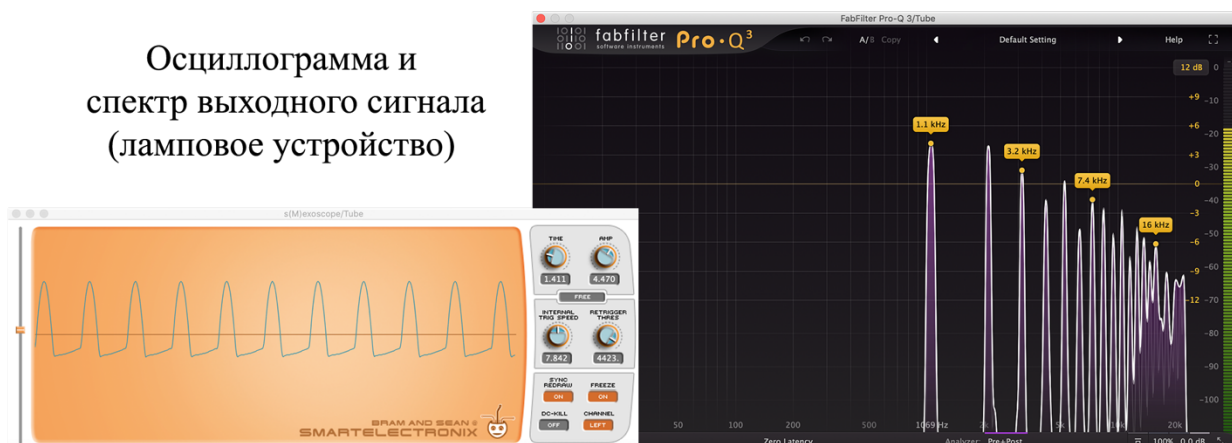 Осциллограмма и
спектр выходного сигнала
(ламповое устройство)
FabFilter Pro-Q 3/Tube
fabfilter
software instruments
Pro·Q³
A/B Copy
Default Setting
Help
12 dB 0
+9 -10
+6 -20
+3 -30
0
-40
-3 -50
-6 -60
-9 -70
-12
-80
-90
-100
1.1 kHz
3.2 kHz
7.4 kHz
16 kHz
50 100 200 500 1069 Hz 2k 5k 10k 20k
Zero Latency
Analyzer: Pre+Post
100% 0.0 dB
s(M)exoscope/Tube
TIME AMP
1.411 4.470
FREE
INTERNAL TRIG SPEED
RETRIGGER THRES
7.842 4423.
SYNC REDRAW
FREEZE
ON ON
DC-KILL CHANNEL
OFF LEFT
BRAM AND SEAN @
SMARTELECTRONIX